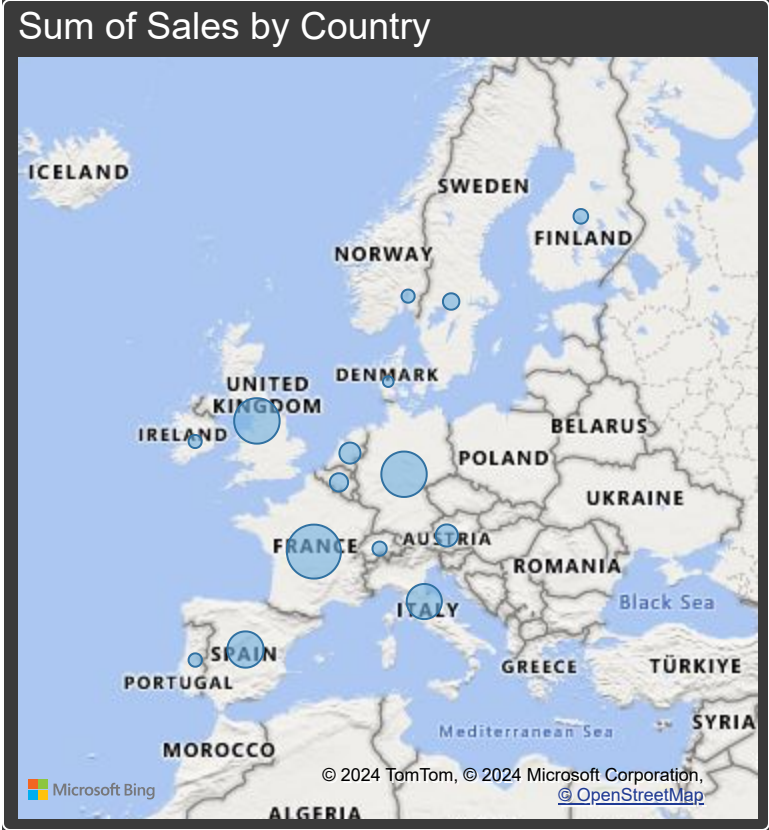 Sum of Sales by Country
ICELAND
SWEDEN
FINLAND
NORWAY
DENMARK
UNITED
KINGDOM
IRELAND
BELARUS
POLAND
UKRAINE
FRANCE
AUSTRIA
ROMANIA
Black Sea
ITALY
SPAIN
PORTUGAL
GREECE
TÜRKIYE
SYRIA
Mediterranean Sea
MOROCCO
© 2024 TomTom, © 2024 Microsoft Corporation,
Microsoft Bing
© OpenStreetMap
ALGERIA